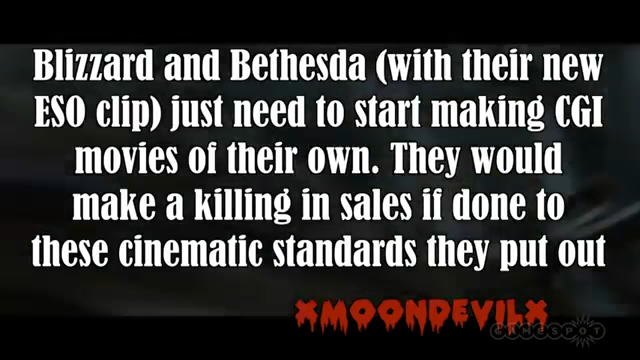 Blizzard and Bethesda (with their new
ESO clip) just need to start making CGI
movies of their own. They would
make a killing in sales if done to
these cinematic standards they put out
XMOONDEVILX
GAMESPOT